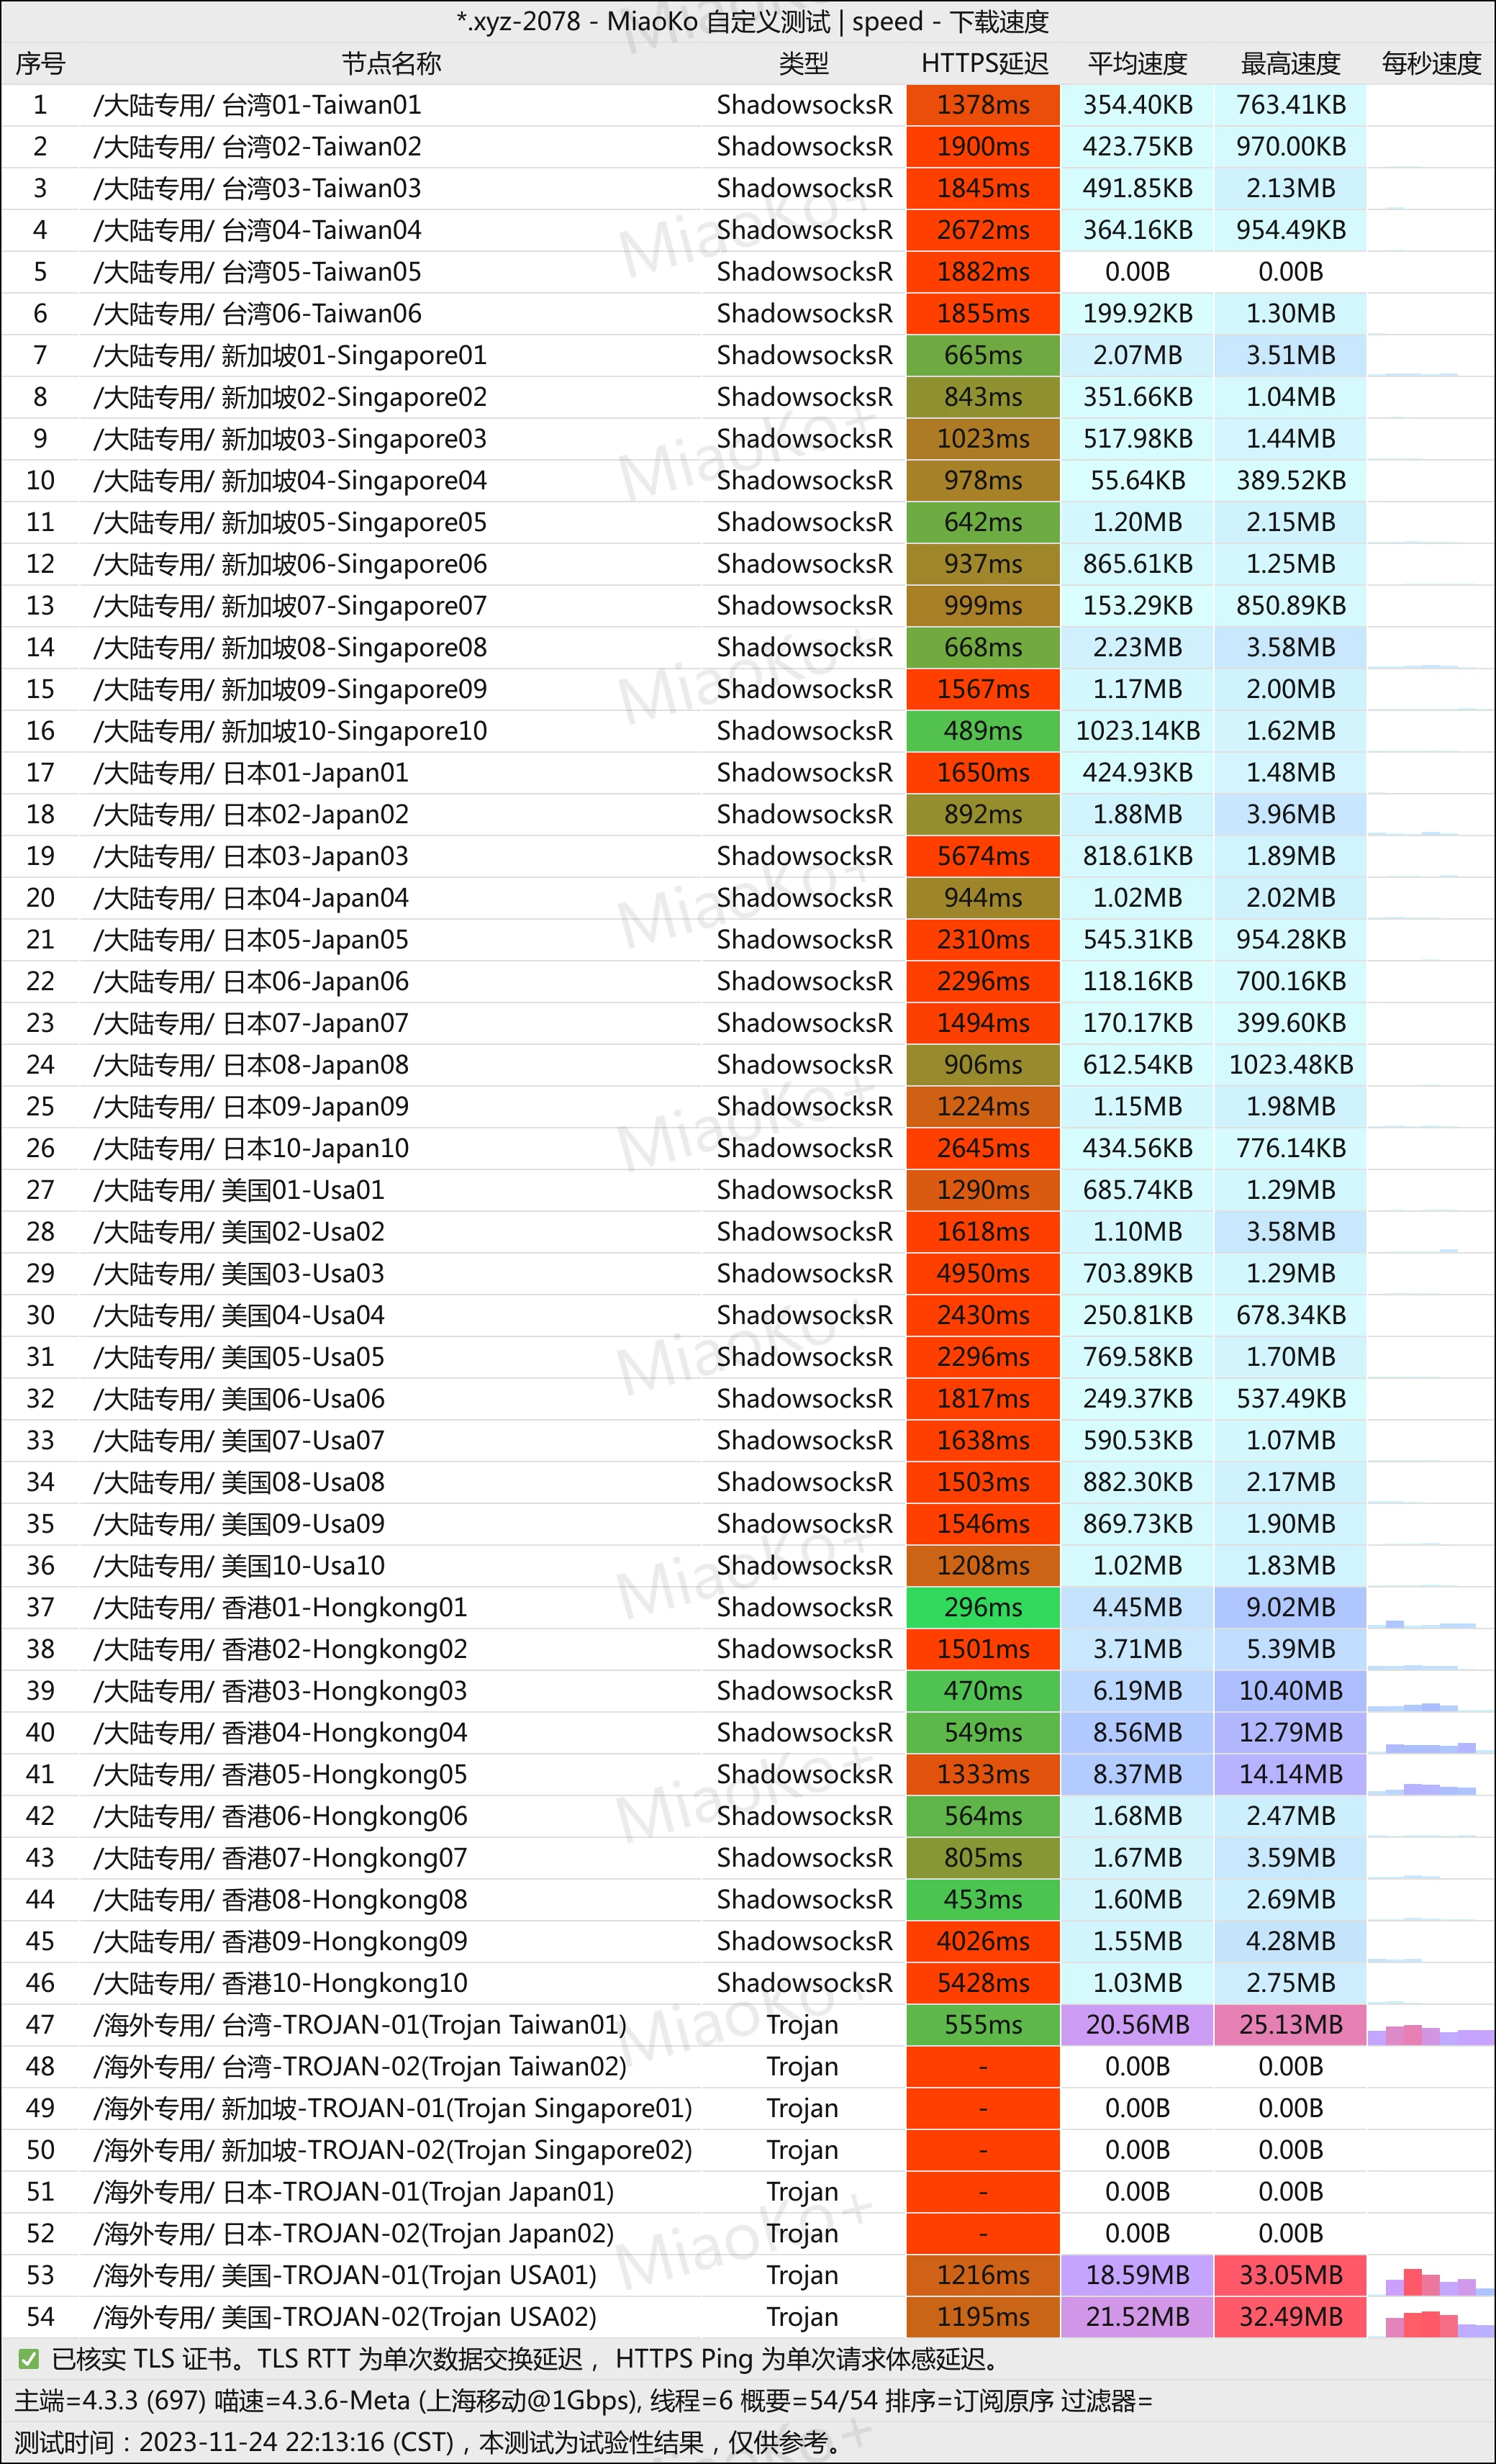 *.xyz-2078 - MiaoKo 自定义测试 | speed - 下载速度
序号 节点名称 类型 HTTPS延迟 平均速度 最高速度 每秒速度
1 /大陆专用/ 台湾01-Taiwan01 ShadowsocksR 1378ms 354.40KB 763.41KB
2 /大陆专用/ 台湾02-Taiwan02 ShadowsocksR 1900ms 423.75KB 970.00KB
3 /大陆专用/ 台湾03-Taiwan03 ShadowsocksR 1845ms 491.85KB 2.13MB
4 /大陆专用/ 台湾04-Taiwan04 ShadowsocksR 2672ms 364.16KB 954.49KB
5 /大陆专用/ 台湾05-Taiwan05 ShadowsocksR 1882ms 0.00B 0.00B
6 /大陆专用/ 台湾06-Taiwan06 ShadowsocksR 1855ms 199.92KB 1.30MB
7 /大陆专用/ 新加坡01-Singapore01 ShadowsocksR 665ms 2.07MB 3.51MB
8 /大陆专用/ 新加坡02-Singapore02 ShadowsocksR 843ms 351.66KB 1.04MB
9 /大陆专用/ 新加坡03-Singapore03 ShadowsocksR 1023ms 517.98KB 1.44MB
10 /大陆专用/ 新加坡04-Singapore04 ShadowsocksR 978ms 55.64KB 389.52KB
11 /大陆专用/ 新加坡05-Singapore05 ShadowsocksR 642ms 1.20MB 2.15MB
12 /大陆专用/ 新加坡06-Singapore06 ShadowsocksR 937ms 865.61KB 1.25MB
13 /大陆专用/ 新加坡07-Singapore07 ShadowsocksR 999ms 153.29KB 850.89KB
14 /大陆专用/ 新加坡08-Singapore08 ShadowsocksR 668ms 2.23MB 3.58MB
15 /大陆专用/ 新加坡09-Singapore09 ShadowsocksR 1567ms 1.17MB 2.00MB
16 /大陆专用/ 新加坡10-Singapore10 ShadowsocksR 489ms 1023.14KB 1.62MB
17 /大陆专用/ 日本01-Japan01 ShadowsocksR 1650ms 424.93KB 1.48MB
18 /大陆专用/ 日本02-Japan02 ShadowsocksR 892ms 1.88MB 3.96MB
19 /大陆专用/ 日本03-Japan03 ShadowsocksR 5674ms 818.61KB 1.89MB
20 /大陆专用/ 日本04-Japan04 ShadowsocksR 944ms 1.02MB 2.02MB
21 /大陆专用/ 日本05-Japan05 ShadowsocksR 2310ms 545.31KB 954.28KB
22 /大陆专用/ 日本06-Japan06 ShadowsocksR 2296ms 118.16KB 700.16KB
23 /大陆专用/ 日本07-Japan07 ShadowsocksR 1494ms 170.17KB 399.60KB
24 /大陆专用/ 日本08-Japan08 ShadowsocksR 906ms 612.54KB 1023.48KB
25 /大陆专用/ 日本09-Japan09 ShadowsocksR 1224ms 1.15MB 1.98MB
26 /大陆专用/ 日本10-Japan10 ShadowsocksR 2645ms 434.56KB 776.14KB
27 /大陆专用/ 美国01-Usa01 ShadowsocksR 1290ms 685.74KB 1.29MB
28 /大陆专用/ 美国02-Usa02 ShadowsocksR 1618ms 1.10MB 3.58MB
29 /大陆专用/ 美国03-Usa03 ShadowsocksR 4950ms 703.89KB 1.29MB
30 /大陆专用/ 美国04-Usa04 ShadowsocksR 2430ms 250.81KB 678.34KB
31 /大陆专用/ 美国05-Usa05 ShadowsocksR 2296ms 769.58KB 1.70MB
32 /大陆专用/ 美国06-Usa06 ShadowsocksR 1817ms 249.37KB 537.49KB
33 /大陆专用/ 美国07-Usa07 ShadowsocksR 1638ms 590.53KB 1.07MB
34 /大陆专用/ 美国08-Usa08 ShadowsocksR 1503ms 882.30KB 2.17MB
35 /大陆专用/ 美国09-Usa09 ShadowsocksR 1546ms 869.73KB 1.90MB
36 /大陆专用/ 美国10-Usa10 ShadowsocksR 1208ms 1.02MB 1.83MB
37 /大陆专用/ 香港01-Hongkong01 ShadowsocksR 296ms 4.45MB 9.02MB
38 /大陆专用/ 香港02-Hongkong02 ShadowsocksR 1501ms 3.71MB 5.39MB
39 /大陆专用/ 香港03-Hongkong03 ShadowsocksR 470ms 6.19MB 10.40MB
40 /大陆专用/ 香港04-Hongkong04 ShadowsocksR 549ms 8.56MB 12.79MB
41 /大陆专用/ 香港05-Hongkong05 ShadowsocksR 1333ms 8.37MB 14.14MB
42 /大陆专用/ 香港06-Hongkong06 ShadowsocksR 564ms 1.68MB 2.47MB
43 /大陆专用/ 香港07-Hongkong07 ShadowsocksR 805ms 1.67MB 3.59MB
44 /大陆专用/ 香港08-Hongkong08 ShadowsocksR 453ms 1.60MB 2.69MB
45 /大陆专用/ 香港09-Hongkong09 ShadowsocksR 4026ms 1.55MB 4.28MB
46 /大陆专用/ 香港10-Hongkong10 ShadowsocksR 5428ms 1.03MB 2.75MB
47 /海外专用/ 台湾-TROJAN-01(Trojan Taiwan01) Trojan 555ms 20.56MB 25.13MB
48 /海外专用/ 台湾-TROJAN-02(Trojan Taiwan02) Trojan - 0.00B 0.00B
49 /海外专用/ 新加坡-TROJAN-01(Trojan Singapore01) Trojan - 0.00B 0.00B
50 /海外专用/ 新加坡-TROJAN-02(Trojan Singapore02) Trojan - 0.00B 0.00B
51 /海外专用/ 日本-TROJAN-01(Trojan Japan01) Trojan - 0.00B 0.00B
52 /海外专用/ 日本-TROJAN-02(Trojan Japan02) Trojan - 0.00B 0.00B
53 /海外专用/ 美国-TROJAN-01(Trojan USA01) Trojan 1216ms 18.59MB 33.05MB
54 /海外专用/ 美国-TROJAN-02(Trojan USA02) Trojan 1195ms 21.52MB 32.49MB
✅ 已核实 TLS 证书。TLS RTT 为单次数据交换延迟， HTTPS Ping 为单次请求体感延迟。
主端=4.3.3 (697) 喵速=4.3.6-Meta (上海移动@1Gbps), 线程=6 概要=54/54 排序=订阅原序 过滤器=
测试时间：2023-11-24 22:13:16 (CST)，本测试为试验性结果，仅供参考。